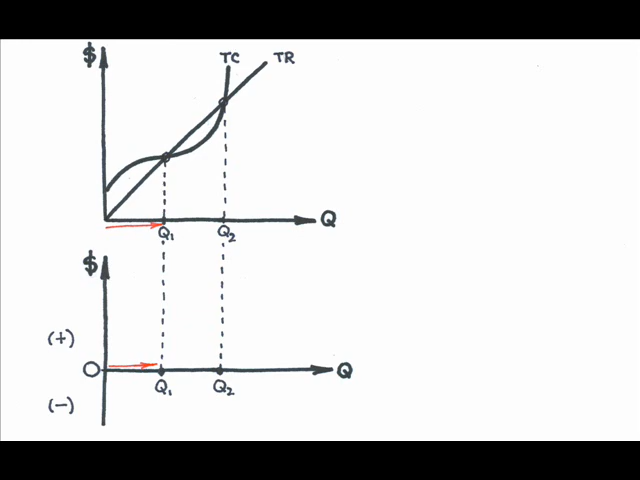 $
TC TR
Q
Q₁ Q₂
$
(+)
O
Q
Q₁ Q₂
(-)